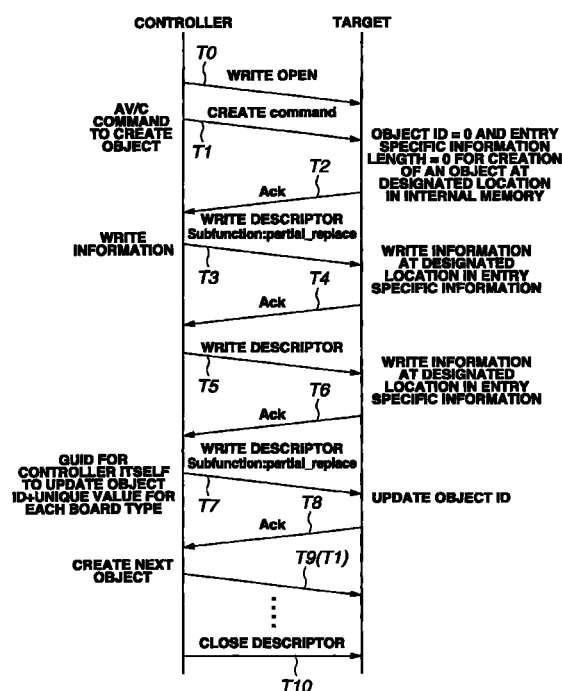 CONTROLLER
TARGET
T0
WRITE OPEN
AV/C
COMMAND
TO CREATE
OBJECT
CREATE command
T1
OBJECT ID = 0 AND ENTRY
SPECIFIC INFORMATION
LENGTH = 0 FOR CREATION
OF AN OBJECT AT
DESIGNATED LOCATION
IN INTERNAL MEMORY
T2
Ack
WRITE
INFORMATION
WRITE DESCRIPTOR
Subfunction:partial_replace
T3
WRITE INFORMATION
AT DESIGNATED
LOCATION IN ENTRY
SPECIFIC INFORMATION
T4
Ack
WRITE DESCRIPTOR
T5
WRITE INFORMATION
AT DESIGNATED
LOCATION IN ENTRY
SPECIFIC INFORMATION
T6
Ack
GUID FOR
CONTROLLER ITSELF
TO UPDATE OBJECT
ID+UNIQUE VALUE FOR
EACH BOARD TYPE
WRITE DESCRIPTOR
Subfunction:partial_replace
T7
UPDATE OBJECT ID
T8
Ack
CREATE NEXT
OBJECT
T9(T1)
CLOSE DESCRIPTOR
T10